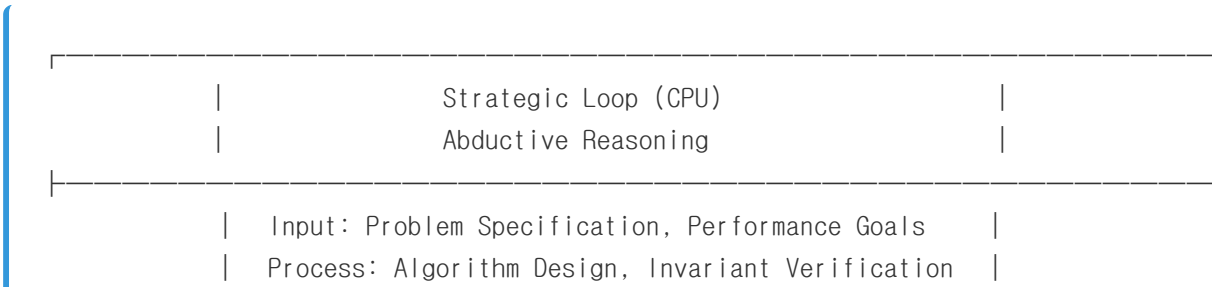 Strategic Loop (CPU)
Abductive Reasoning
Input: Problem Specification, Performance Goals
Process: Algorithm Design, Invariant Verification